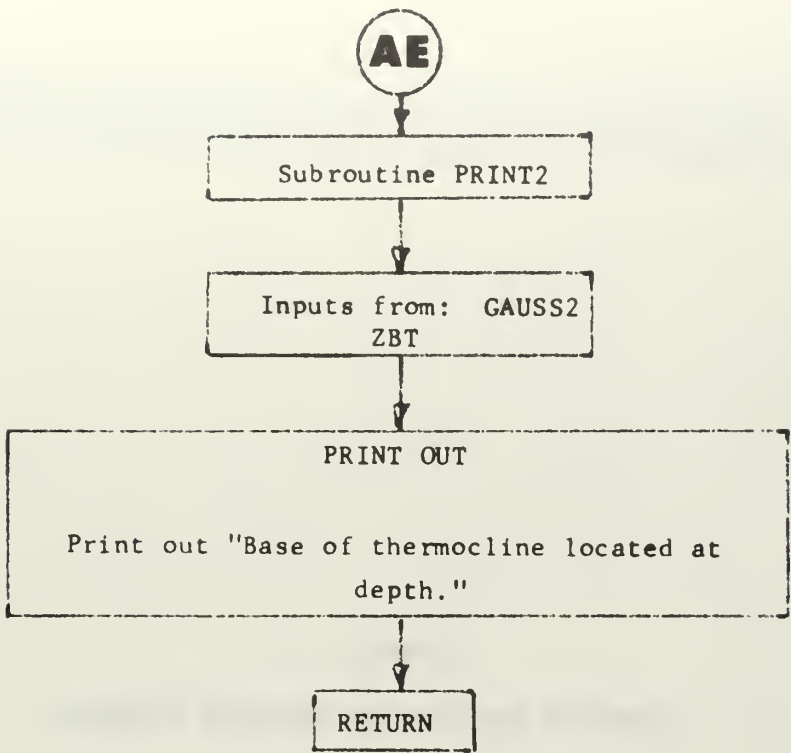 AE
Subroutine PRINT2
Inputs from: GAUSS2
ZBT
PRINT OUT
Print out "Base of thermocline located at
depth."
RETURN